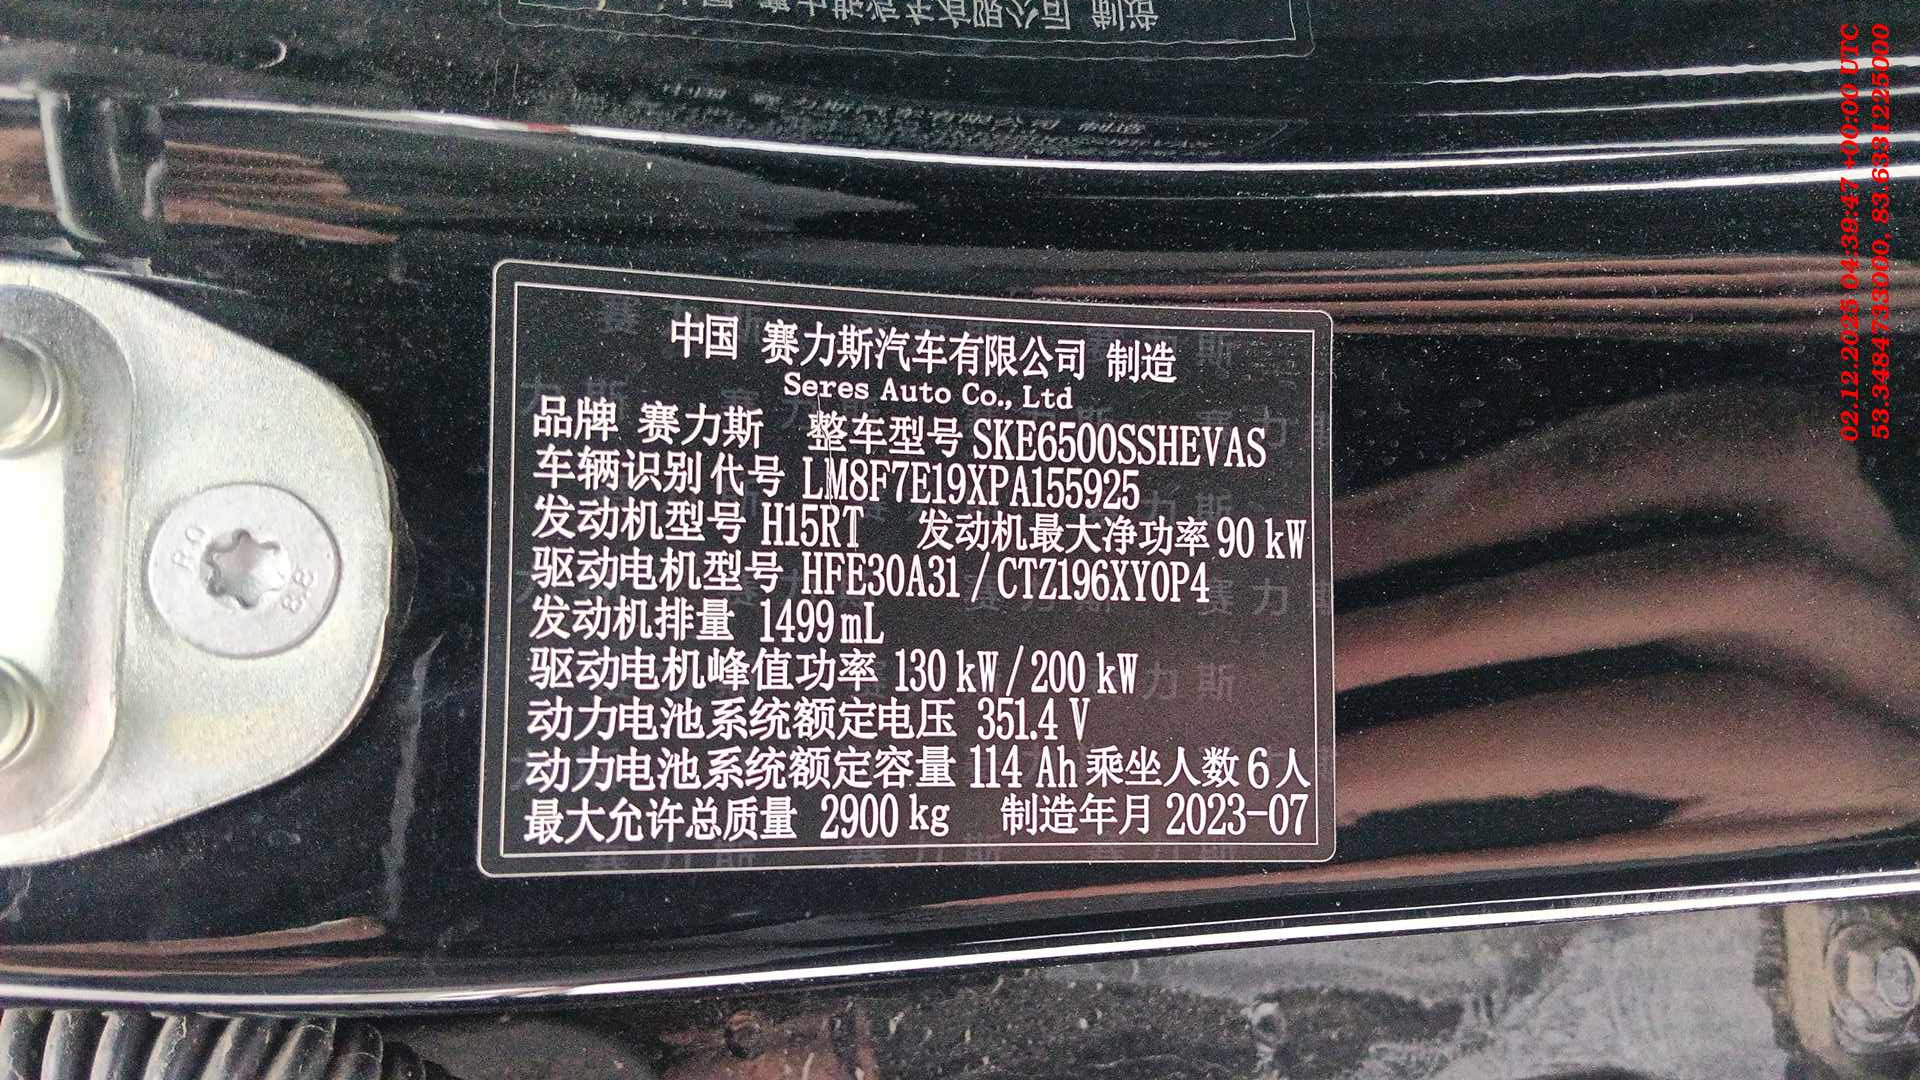 中国 赛力斯汽车有限公司 制造
Seres Auto Co., Ltd
品牌 赛力斯 整车型号 SKE6500SSHEVAS
车辆识别代号 LM8F7E19XPA155925
发动机型号 H15RT 发动机最大净功率 90 kW
驱动电机型号 HFE30A31 / CTZ196XY0P4
发动机排量 1499 mL
驱动电机峰值功率 130 kW / 200 kW
动力电池系统额定电压 351.4 V
动力电池系统额定容量 114 Ah 乘坐人数 6 人
最大允许总质量 2900 kg 制造年月 2023-07
8.8
02.12.2025 04:39:47 +00:00 UTC
53.3484733000, 83.6331225000